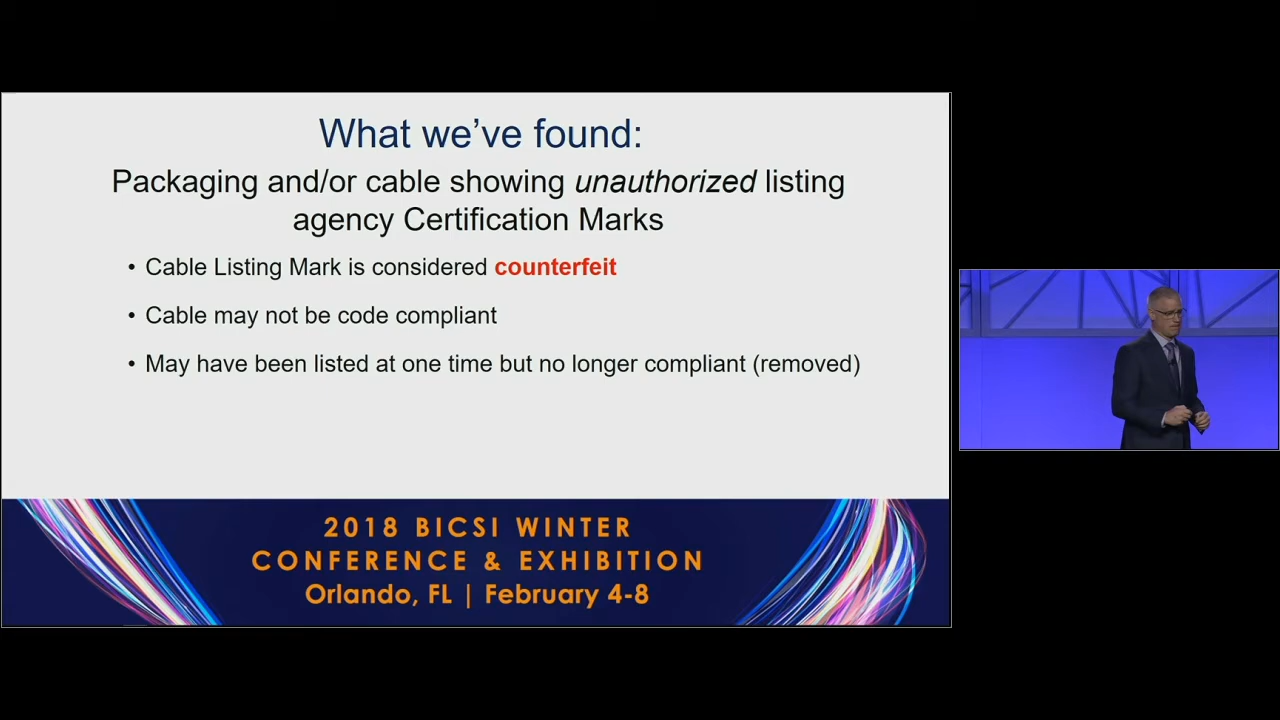 What we've found:
Packaging and/or cable showing unauthorized listing
agency Certification Marks
• Cable Listing Mark is considered counterfeit
• Cable may not be code compliant
• May have been listed at one time but no longer compliant (removed)
2018 BICSI WINTER
CONFERENCE & EXHIBITION
Orlando, FL | February 4-8